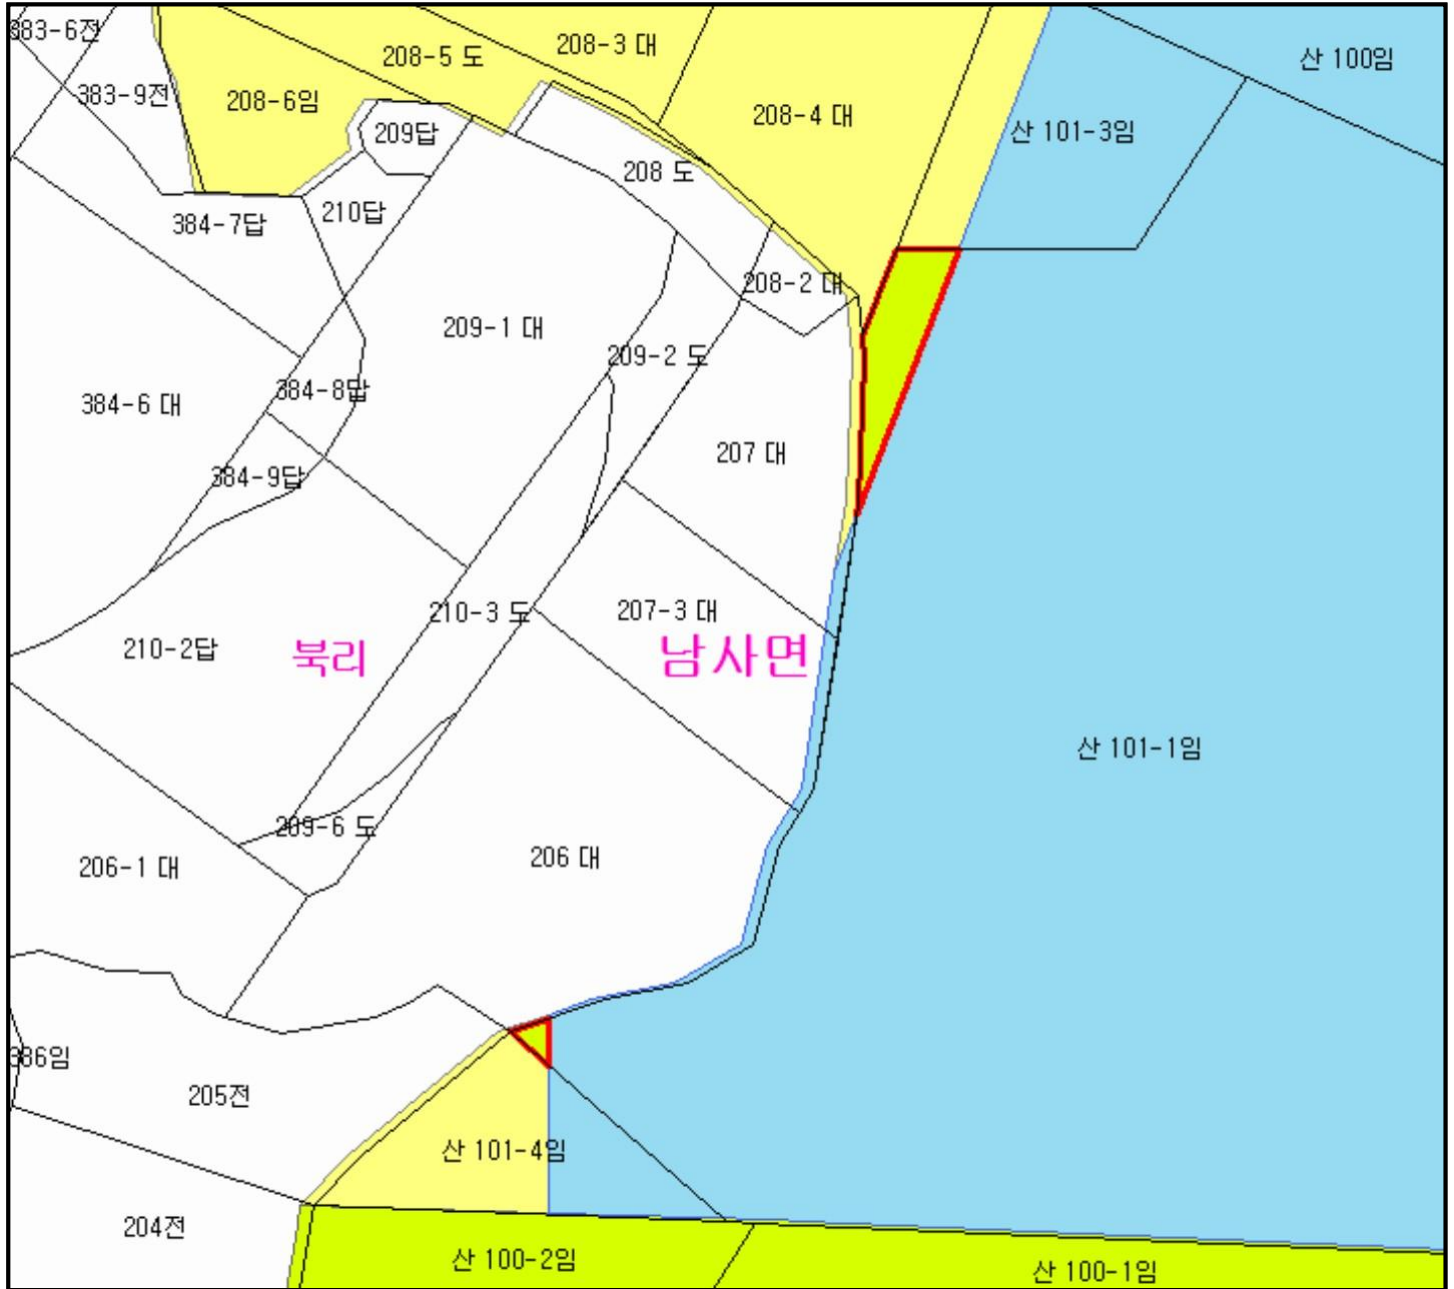 383-6전
208-3 대
208-5 도
산 100임
383-9전
208-6임
208-4 대
209답
산 101-3임
208 도
210답
384-7답
208-2 대
209-1 대
209-2 도
384-8답
384-6 대
207 대
384-9답
210-3 도
207-3 대
210-2답
북리
남사면
산 101-1임
209-6 도
206-1 대
206 대
386임
205전
산 101-4임
204전
산 100-2임
산 100-1임